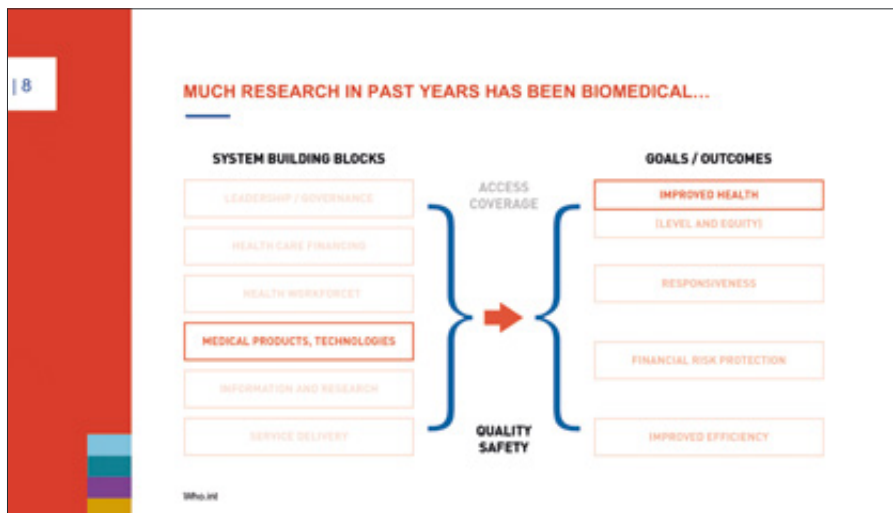 | 8
MUCH RESEARCH IN PAST YEARS HAS BEEN BIOMEDICAL...
SYSTEM BUILDING BLOCKS
LEADERSHIP / GOVERNANCE
HEALTH CARE FINANCING
HEALTH WORKFORCET
MEDICAL PRODUCTS, TECHNOLOGIES
INFORMATION AND RESEARCH
SERVICE DELIVERY
ACCESS
COVERAGE
QUALITY
SAFETY
GOALS / OUTCOMES
IMPROVED HEALTH
(LEVEL AND EQUITY)
RESPONSIVENESS
FINANCIAL RISK PROTECTION
IMPROVED EFFICIENCY
Who.int